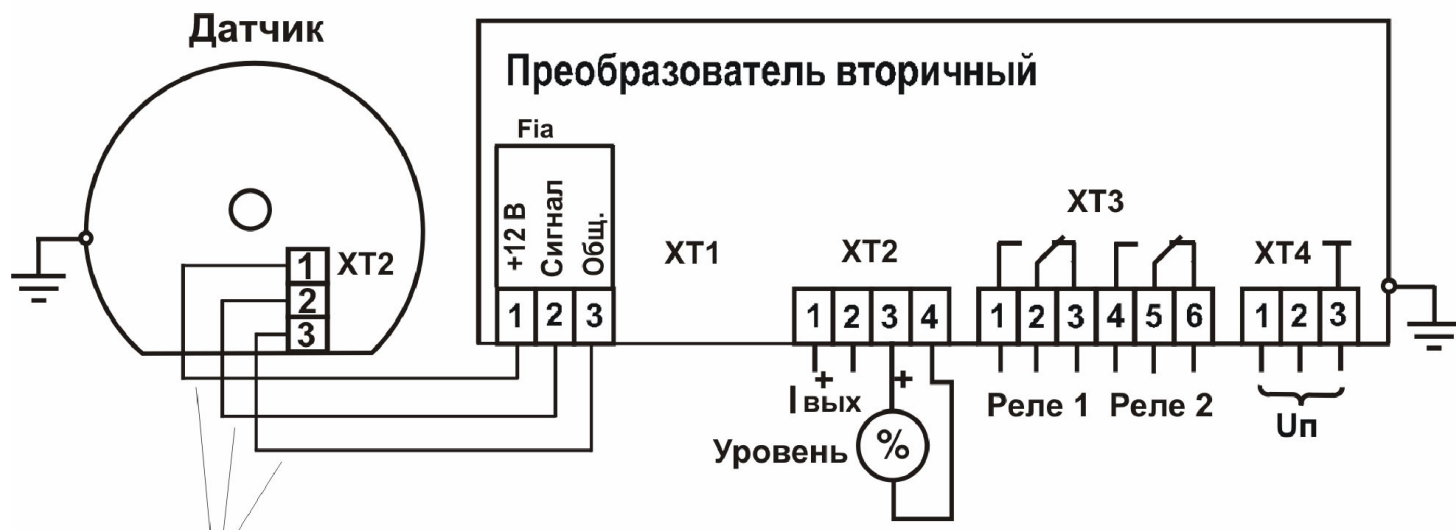 Датчик
Преобразователь вторичный
Fia
+12 В
Сигнал
Общ.
XT1
XT2
XT3
XT4
1 XT2
2
3
1 2 3
1 2 3 4
1 2 3 4 5 6
1 2 3
+ +
I вых
Реле 1 Реле 2
Uп
Уровень %